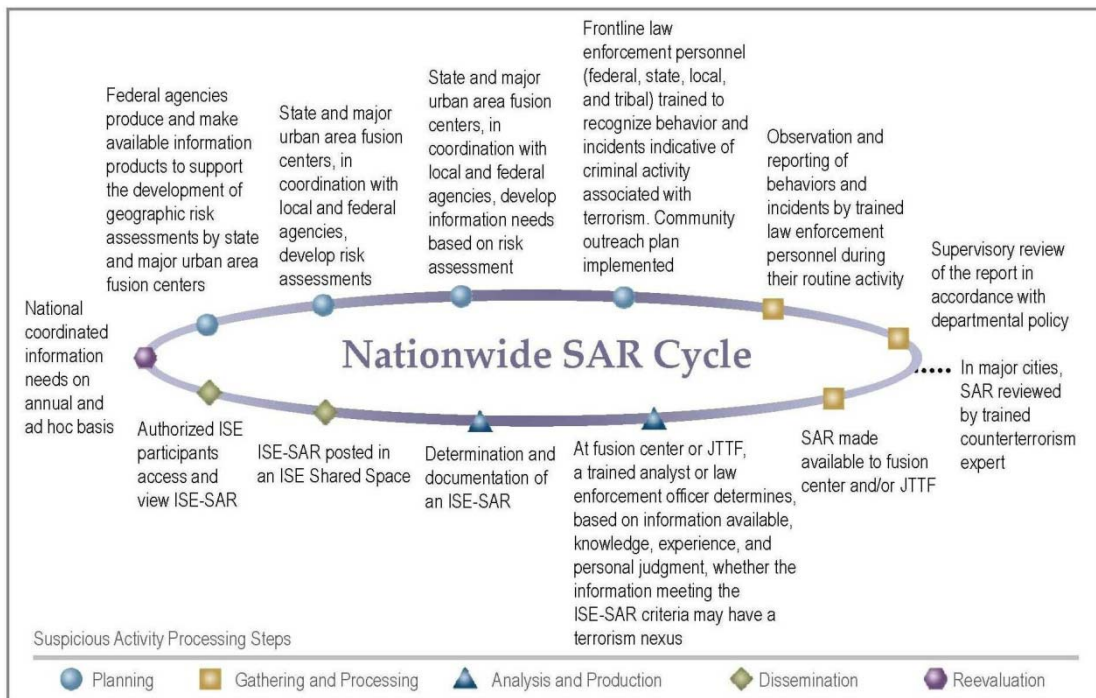 Federal agencies
produce and make
available information
products to support
the development of
geographic risk
assessments by state
and major urban area
fusion centers
State and major
urban area fusion
centers, in
coordination with
local and federal
agencies,
develop risk
assessments
State and major
urban area fusion
centers, in
coordination with
local and federal
agencies, develop
information needs
based on risk
assessment
Frontline law
enforcement personnel
(federal, state, local,
and tribal) trained to
recognize behavior and
incidents indicative of
criminal activity
associated with
terrorism. Community
outreach plan
implemented
Observation and
reporting of
behaviors and
incidents by trained
law enforcement
personnel during
their routine activity
Supervisory review
of the report in
accordance with
departmental policy
In major cities,
SAR reviewed
by trained
counterterrorism
expert
National
coordinated
information
needs on
annual and
ad hoc basis
Nationwide SAR Cycle
Authorized ISE
participants
access and
view ISE-SAR
ISE-SAR posted in
an ISE Shared Space
Determination and
documentation of
an ISE-SAR
At fusion center or JTTF,
a trained analyst or law
enforcement officer determines,
based on information available,
knowledge, experience, and
personal judgment, whether the
information meeting the
ISE-SAR criteria may have a
terrorism nexus
SAR made
available to fusion
center and/or JTTF
Suspicious Activity Processing Steps
Planning
Gathering and Processing
Analysis and Production
Dissemination
Reevaluation